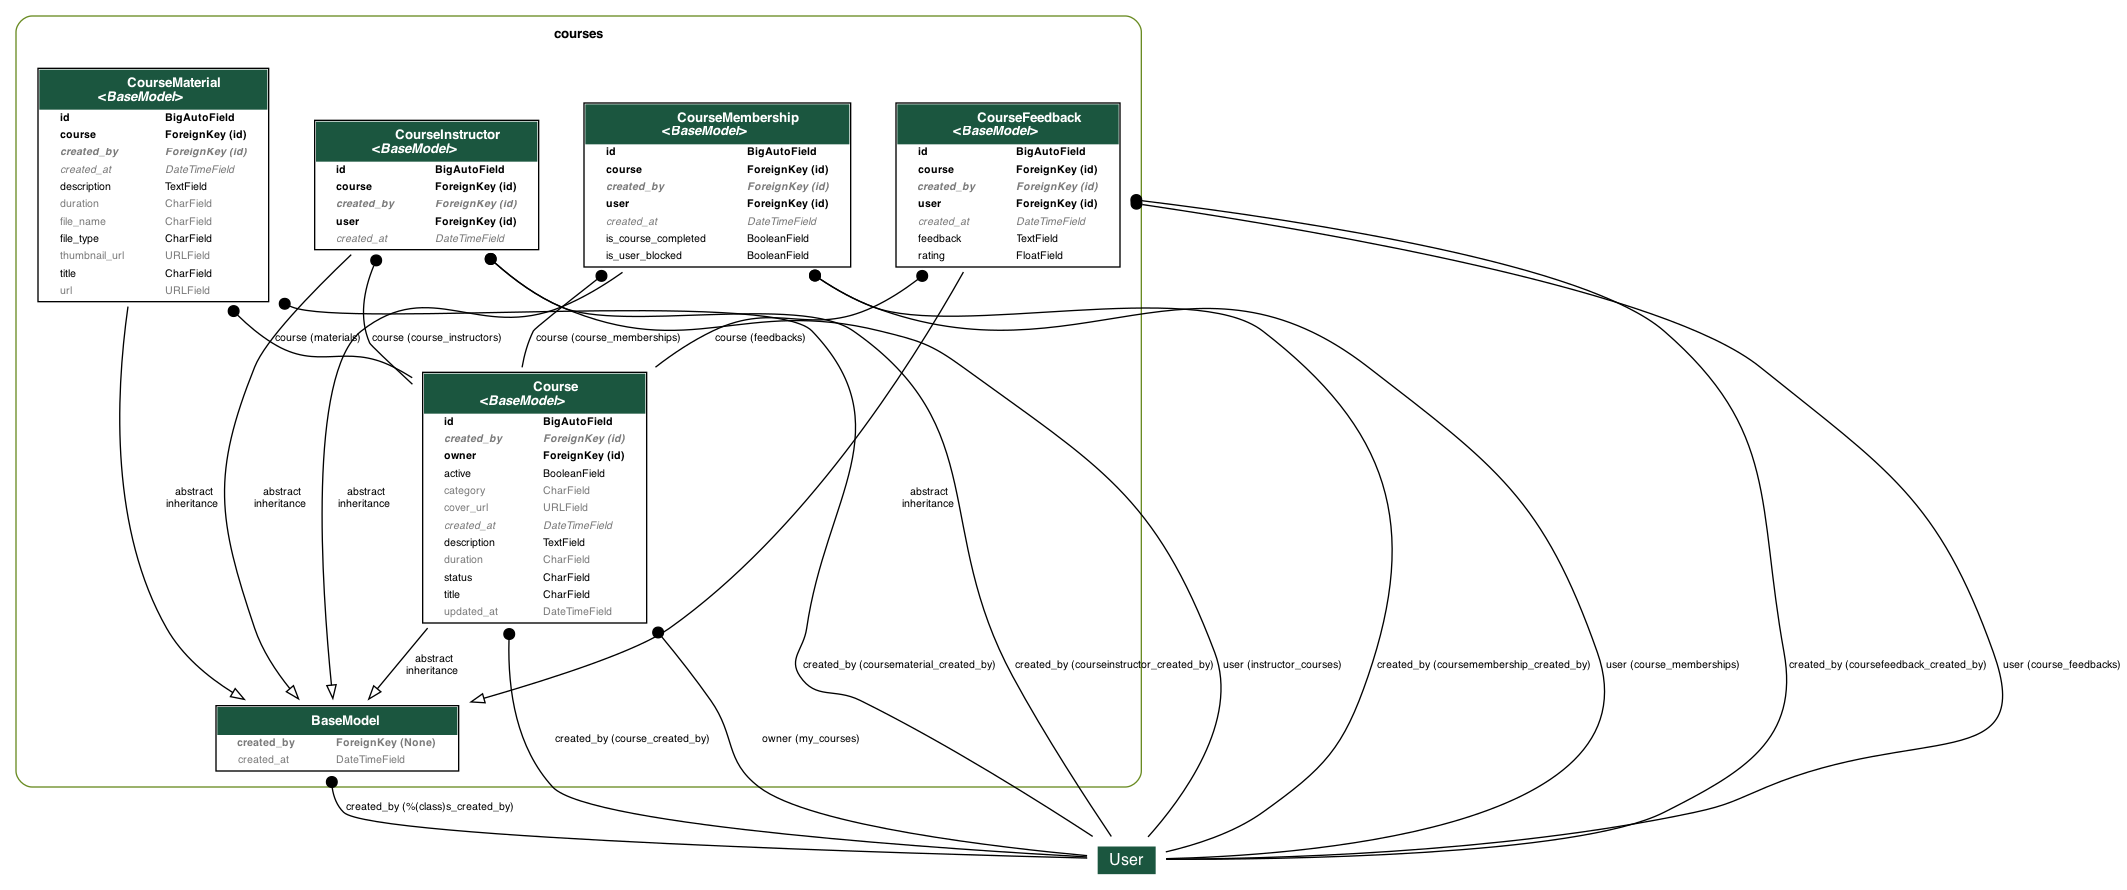 courses
CourseMaterial
<BaseModel>
id BigAutoField
course ForeignKey (id)
created_by ForeignKey (id)
created_at DateTimeField
description TextField
duration CharField
file_name CharField
file_type CharField
thumbnail_url URLField
title CharField
url URLField
CourseInstructor
<BaseModel>
id BigAutoField
course ForeignKey (id)
created_by ForeignKey (id)
user ForeignKey (id)
created_at DateTimeField
CourseMembership
<BaseModel>
id BigAutoField
course ForeignKey (id)
created_by ForeignKey (id)
user ForeignKey (id)
created_at DateTimeField
is_course_completed BooleanField
is_user_blocked BooleanField
CourseFeedback
<BaseModel>
id BigAutoField
course ForeignKey (id)
created_by ForeignKey (id)
user ForeignKey (id)
created_at DateTimeField
feedback TextField
rating FloatField
course (materials)
course (course_instructors)
course (course_memberships)
course (feedbacks)
Course
<BaseModel>
id BigAutoField
created_by ForeignKey (id)
owner ForeignKey (id)
active BooleanField
category CharField
cover_url URLField
created_at DateTimeField
description TextField
duration CharField
status CharField
title CharField
updated_at DateTimeField
abstract
inheritance
abstract
inheritance
abstract
inheritance
abstract
inheritance
abstract
inheritance
created_by (coursematerial_created_by)
created_by (courseinstructor_created_by)
user (instructor_courses)
created_by (coursemembership_created_by)
user (course_memberships)
created_by (coursefeedback_created_by)
user (course_feedbacks)
BaseModel
created_by ForeignKey (None)
created_at DateTimeField
created_by (course_created_by)
owner (my_courses)
created_by (%(class)s_created_by)
User